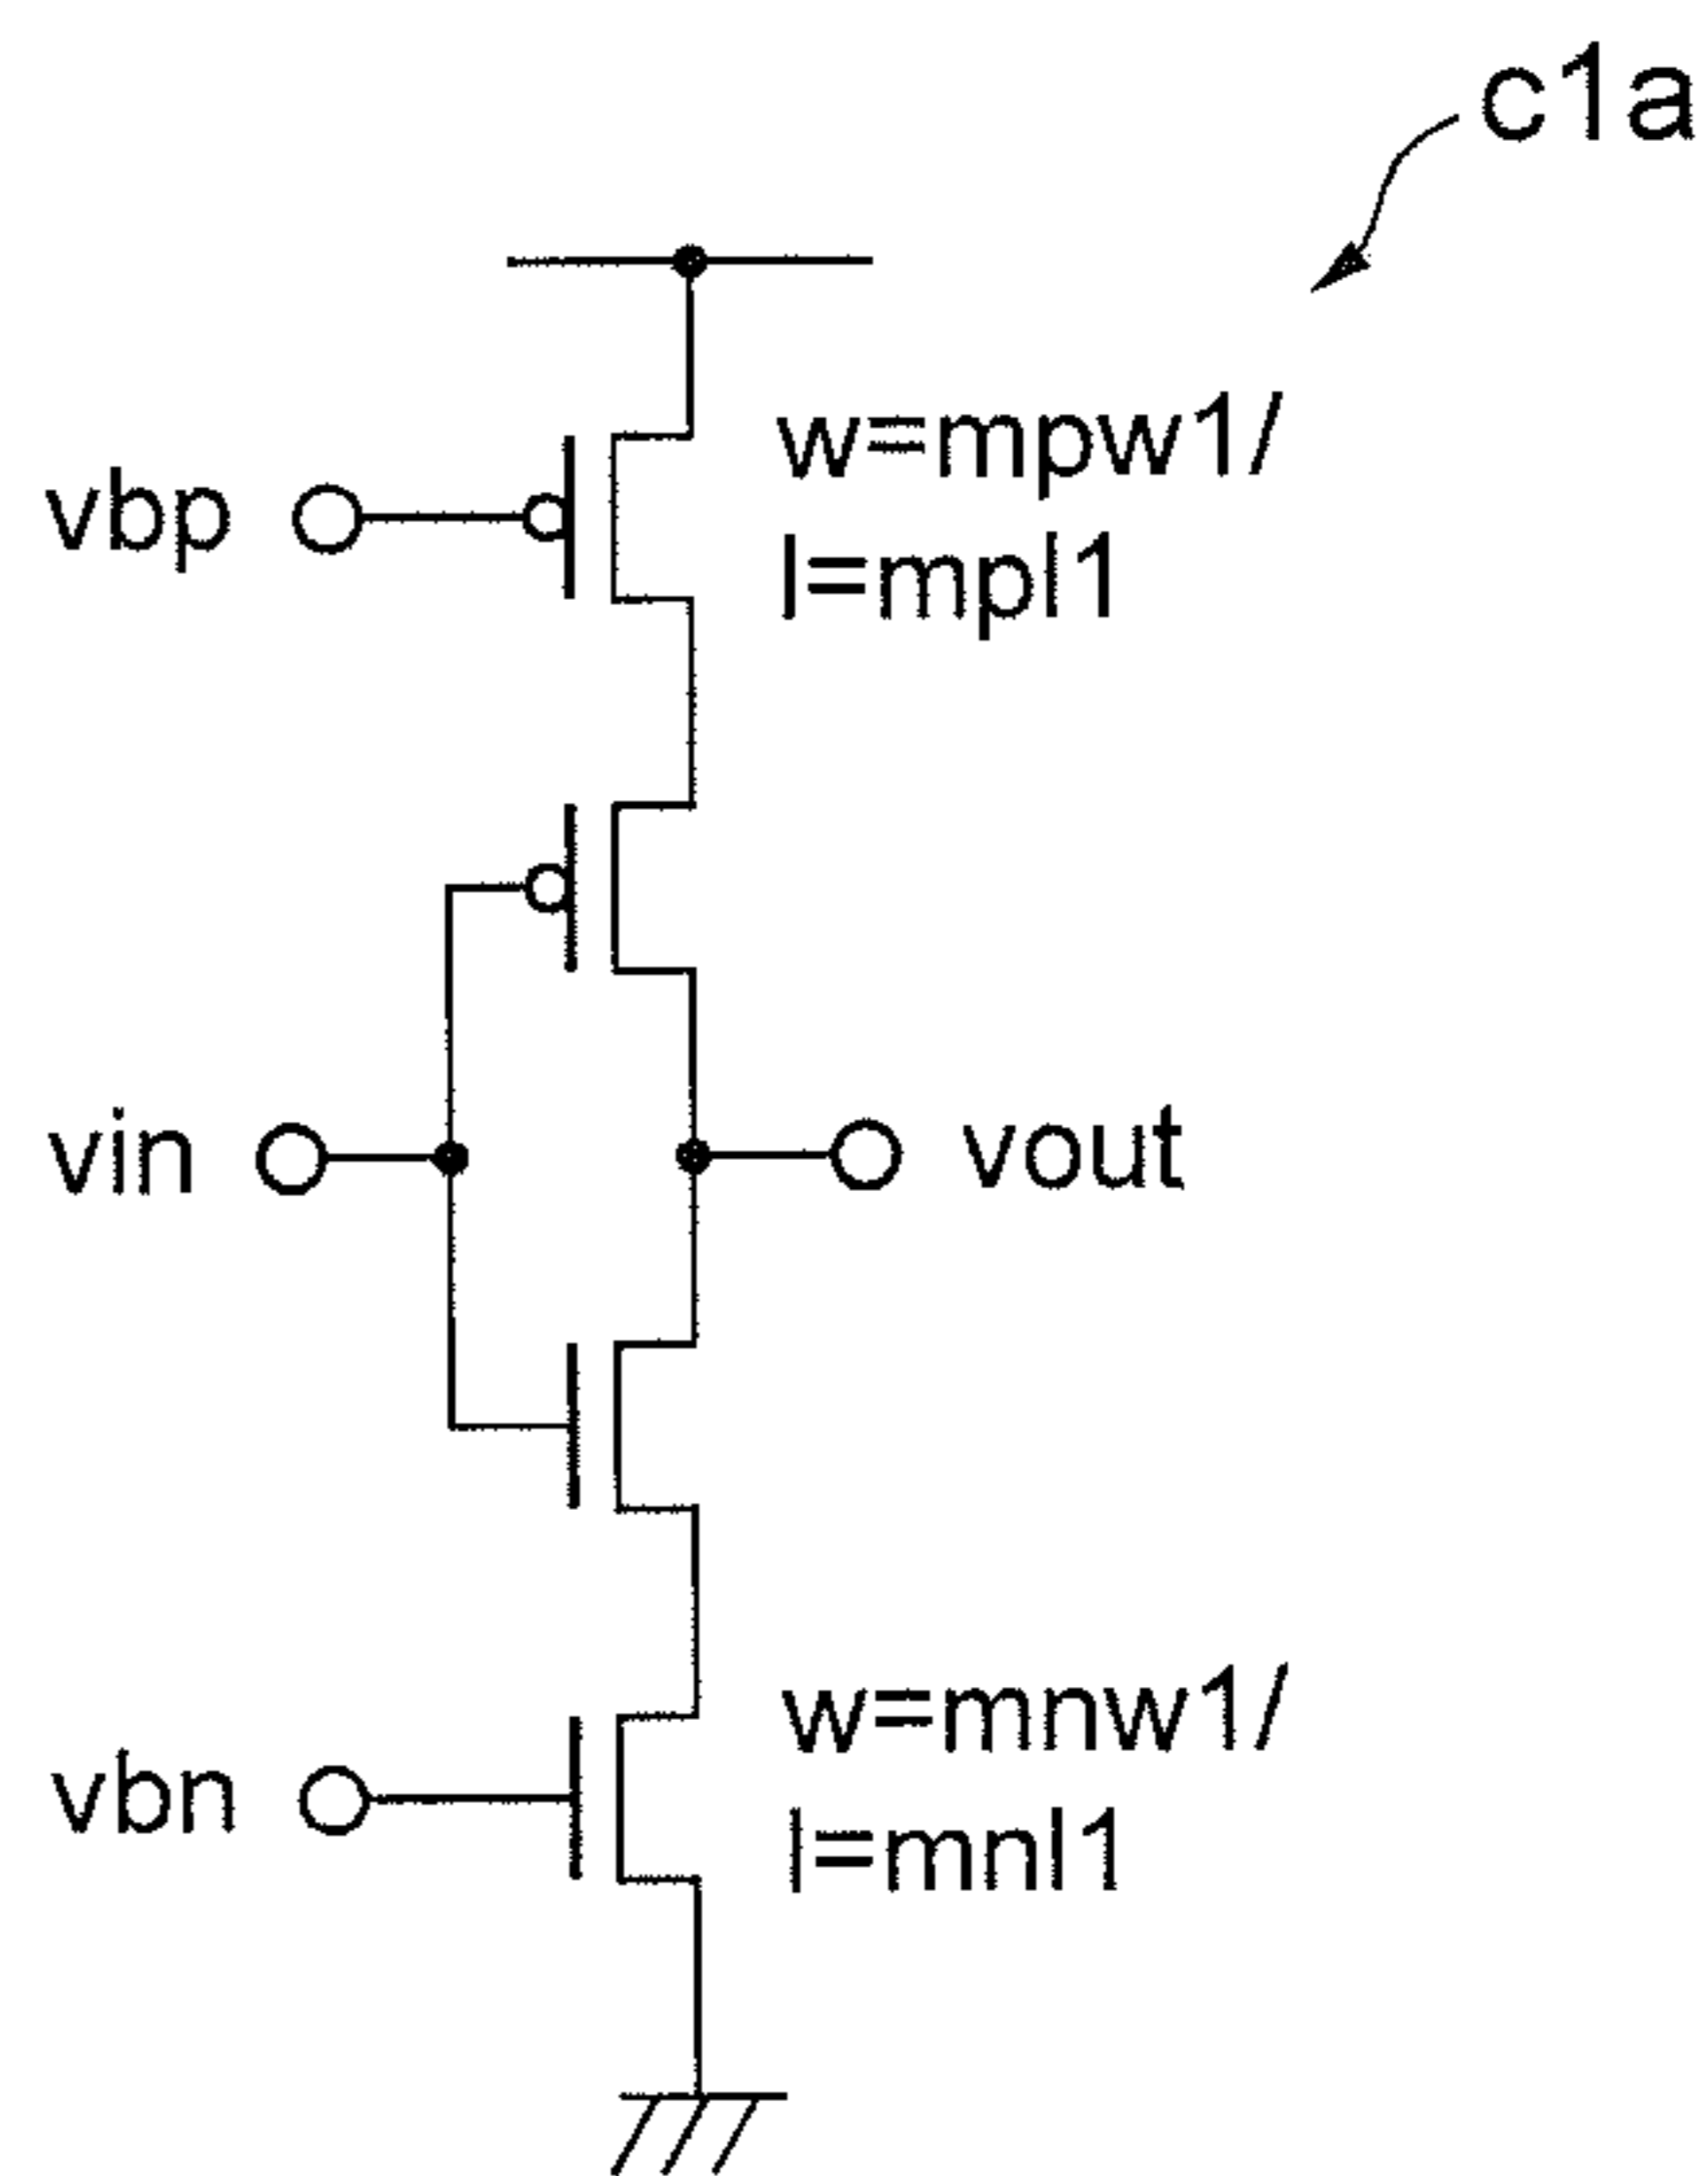 c1a
w=mpw1/
l=mpl1
vbp
vin
vout
w=mnw1/
l=mnl1
vbn